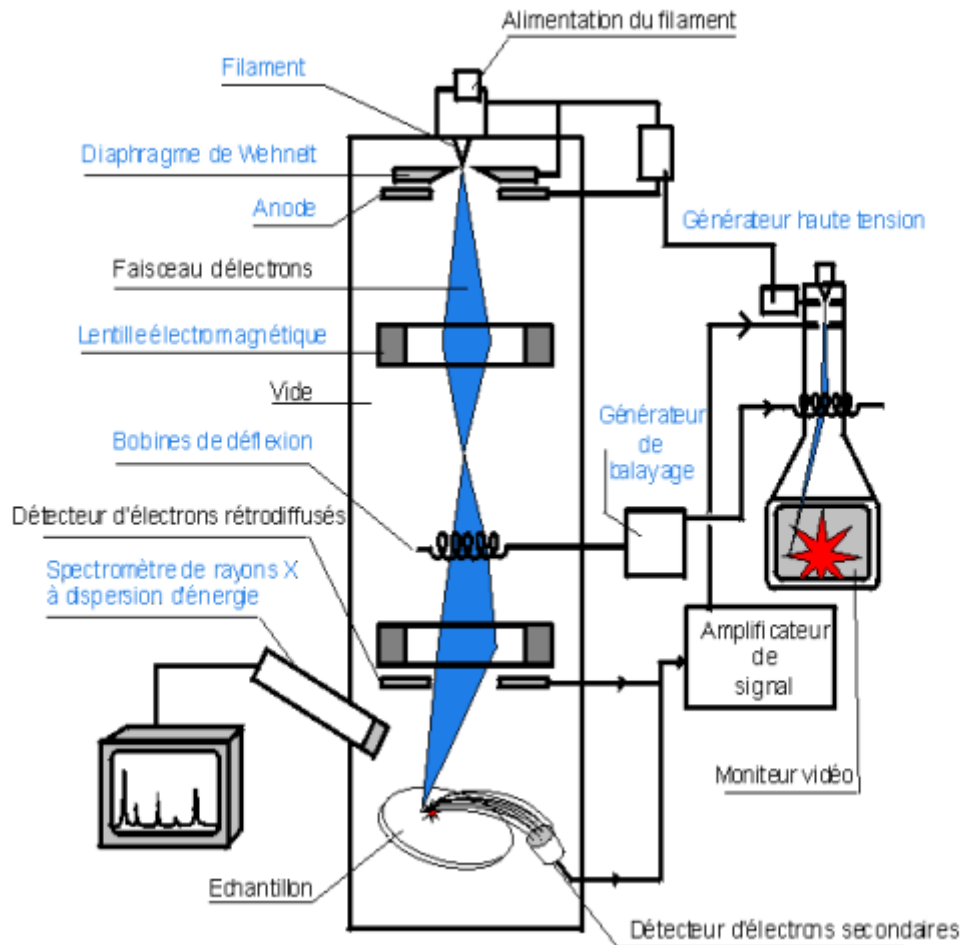 Alimentation du filament
Filament
Diaphragme de Wehnelt
Anode
Générateur haute tension
Faisceau délectrons
Lentille électromagnétique
Vide
Générateur
de
balayage
Bobines de déflexion
Détecteur d'électrons rétrodiffusés
Spectromètre de rayons X
à dispersion d'énergie
Amplificateur
de
signal
Moniteur vidéo
Echantillon
Détecteur d'électrons secondaires